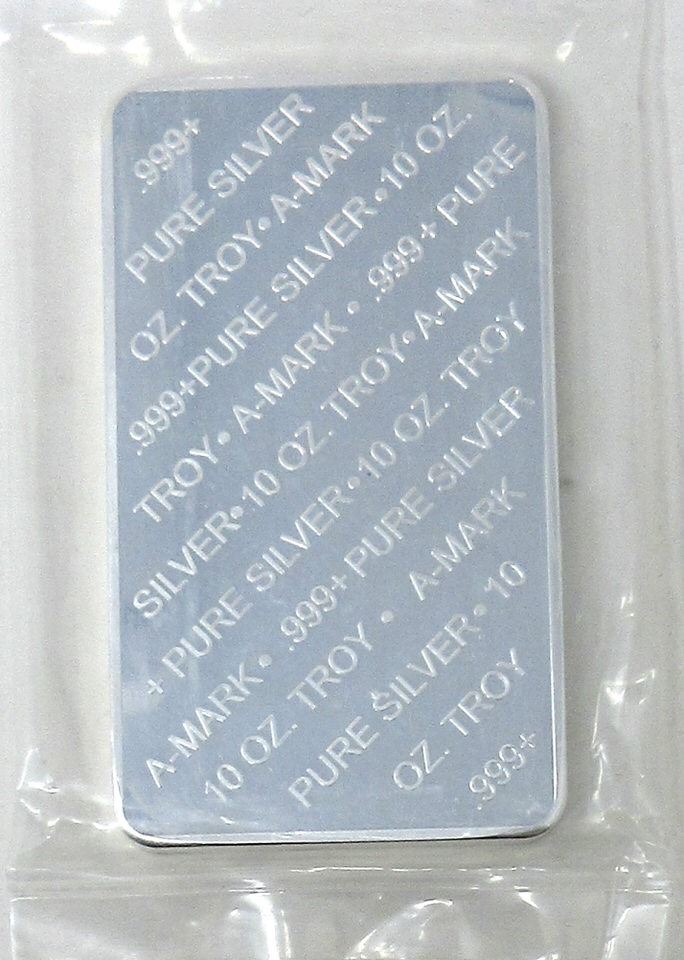 .999+
PURE SILVER
OZ. TROY • A-MARK
.999+PURE SILVER • 10 OZ.
TROY • A-MARK • .999+ PURE
SILVER • 10 OZ. TROY • A-MARK
+ PURE SILVER • 10 OZ. TROY
A-MARK • .999+ PURE SILVER
10 OZ. TROY • A-MARK
PURE SILVER • 10
OZ. TROY
.999+